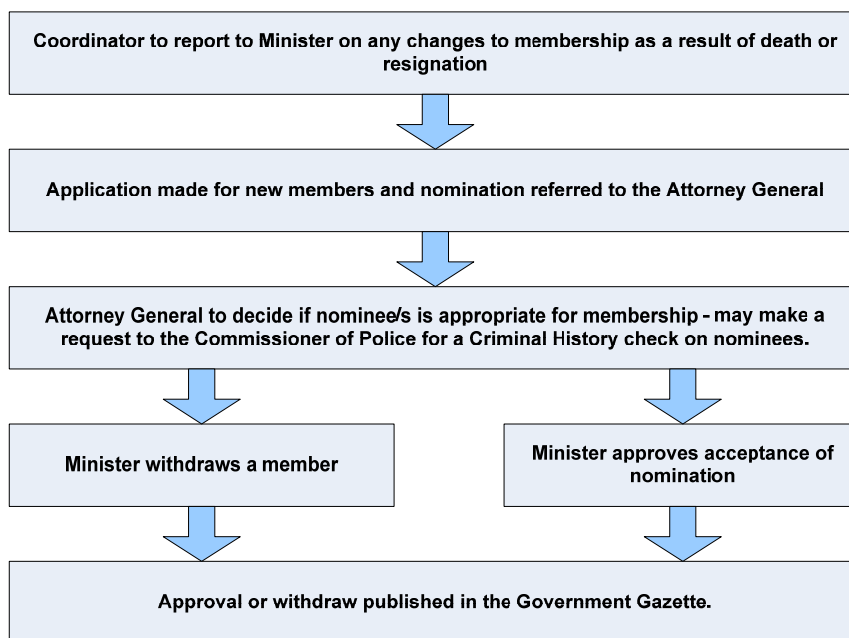 Coordinator to report to Minister on any changes to membership as a result of death or
resignation
Application made for new members and nomination referred to the Attorney General
Attorney General to decide if nominee/s is appropriate for membership - may make a
request to the Commissioner of Police for a Criminal History check on nominees.
Minister withdraws a member
Minister approves acceptance of
nomination
Approval or withdraw published in the Government Gazette.